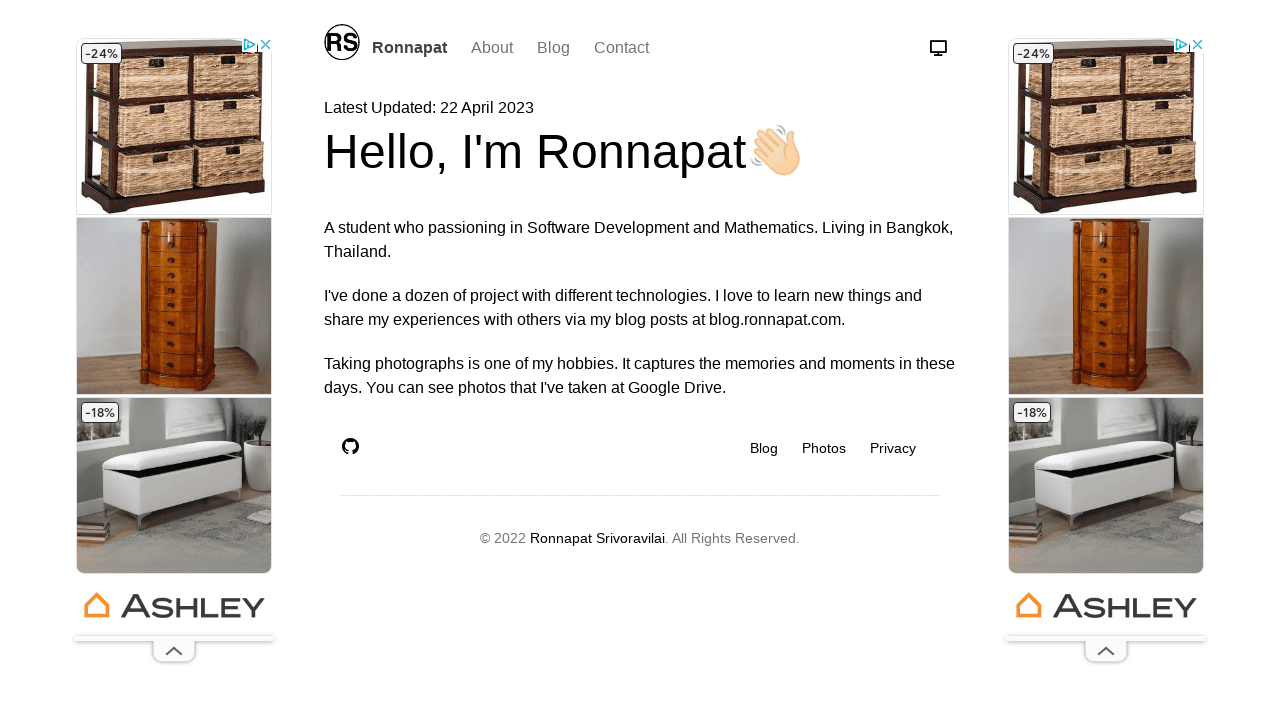 RS
Ronnapat About Blog Contact
Latest Updated: 22 April 2023
Hello, I'm Ronnapat👋🏼
A student who passioning in Software Development and Mathematics. Living in Bangkok,
Thailand.
I've done a dozen of project with different technologies. I love to learn new things and
share my experiences with others via my blog posts at blog.ronnapat.com.
Taking photographs is one of my hobbies. It captures the memories and moments in these
days. You can see photos that I've taken at Google Drive.
Blog Photos Privacy
© 2022 Ronnapat Srivoravilai. All Rights Reserved.
-24%
-18%
ASHLEY
-24%
-18%
ASHLEY